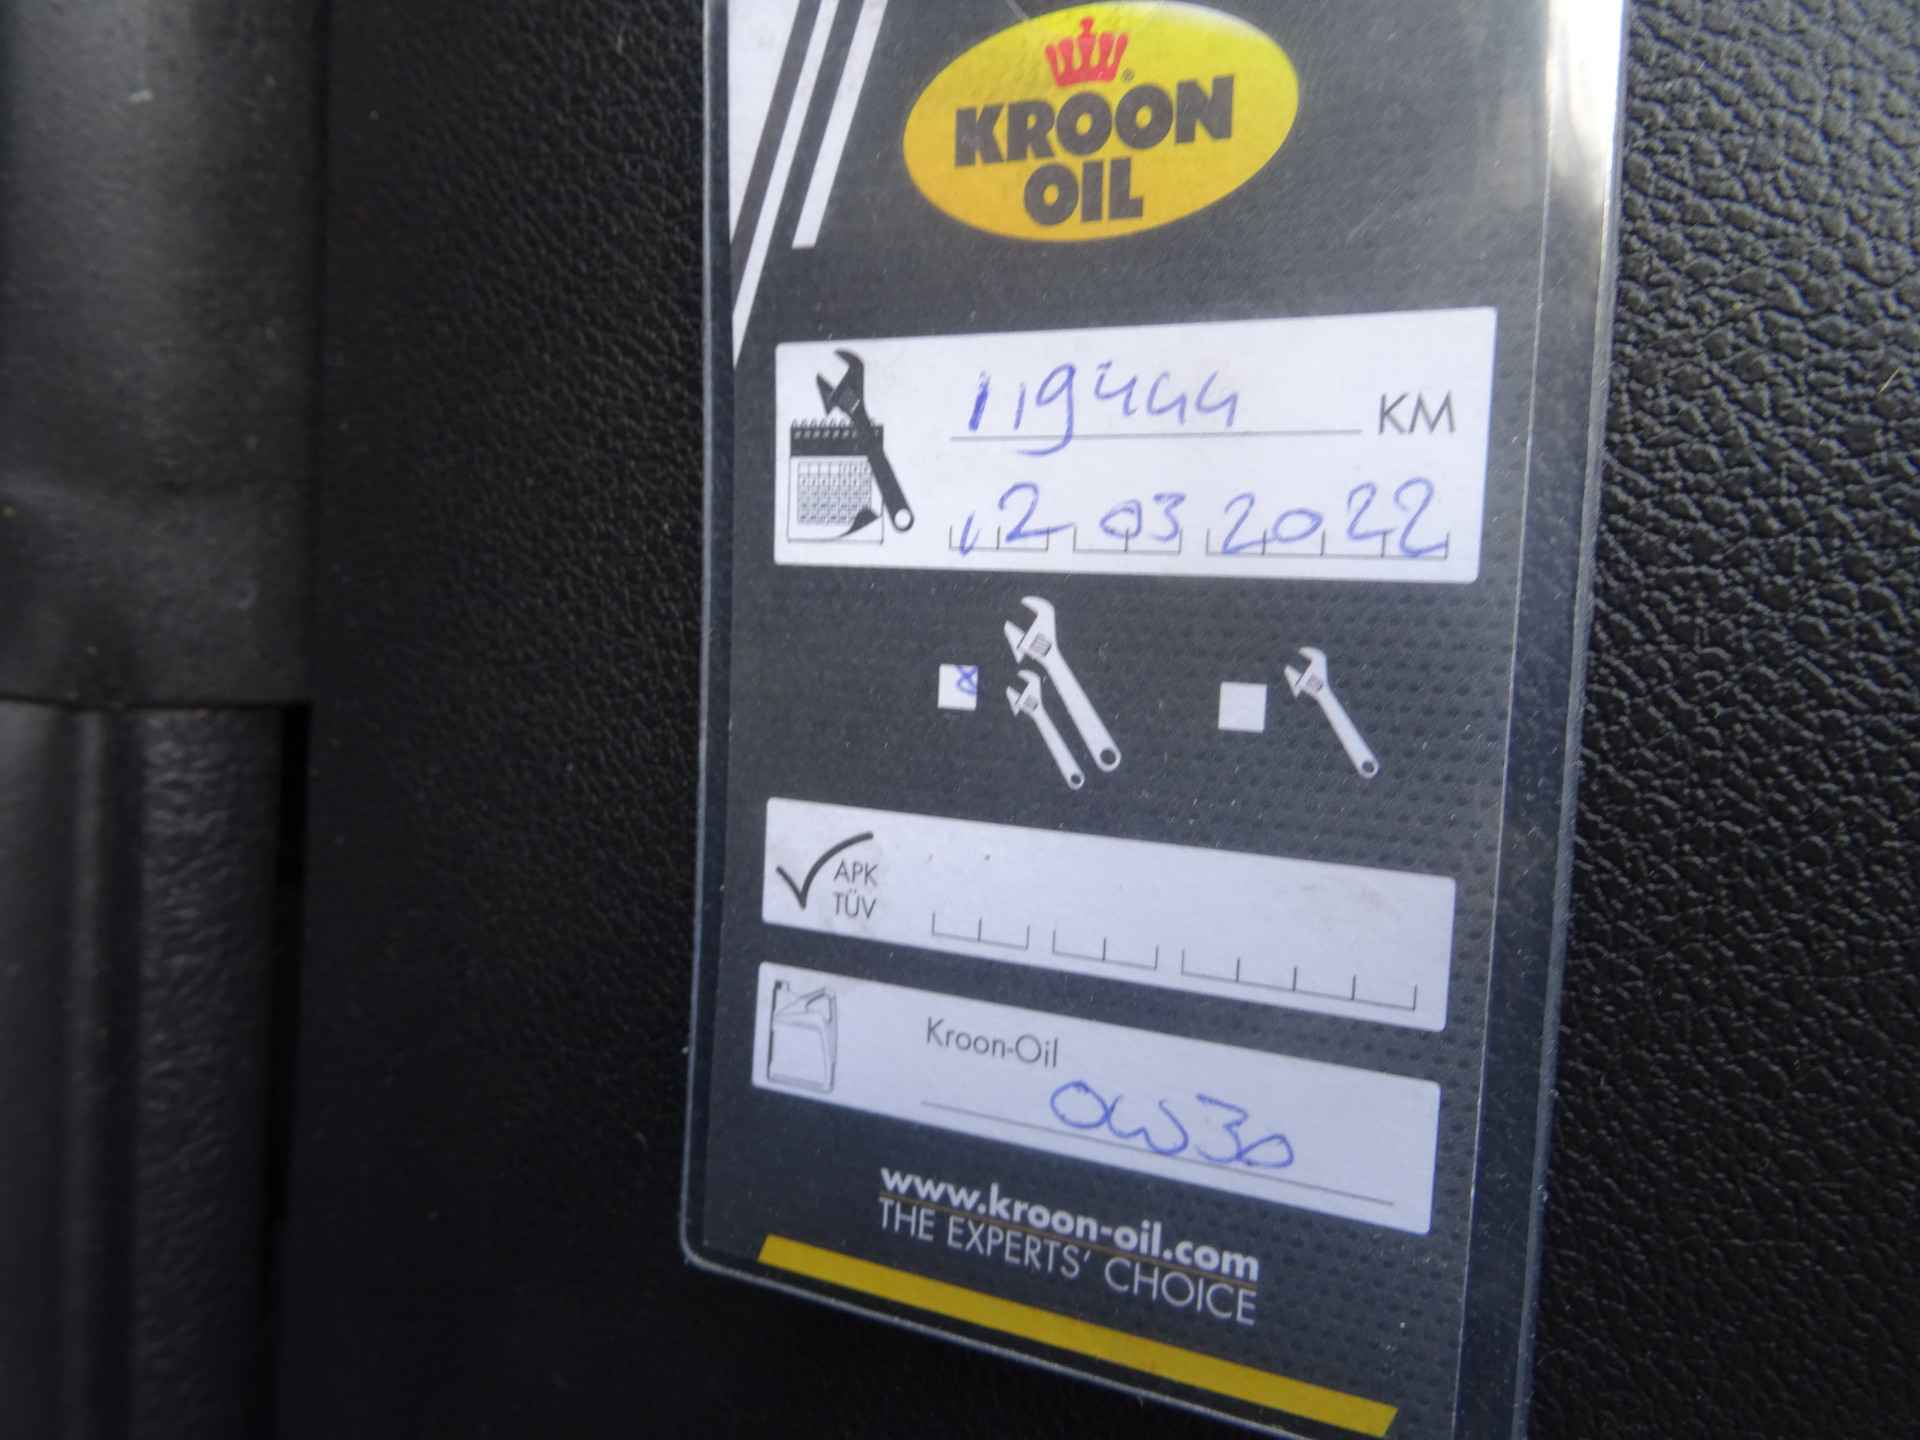 KROON
OIL
119444 KM
12 03 2022
APK
TÜV
Kroon-Oil
0W30
www.kroon-oil.com
THE EXPERTS' CHOICE